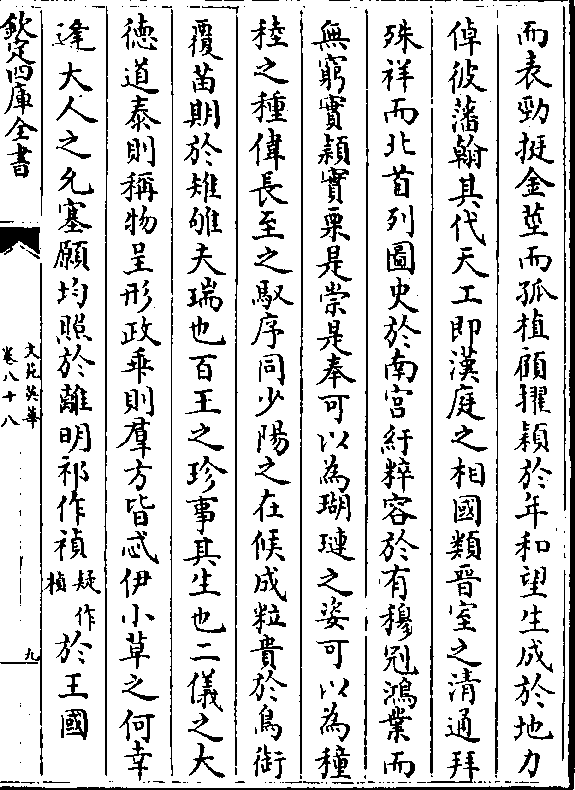 而表勁挺金莖而孤植顧擢穎於年和望生成於地力
倬彼藩翰其代天工即漢庭之相國類晉室之清通拜
殊祥而北首列圖史於南宮紆粹容於有穆冠鴻業而
無窮實穎實栗是崇是奉可以為瑚璉之姿可以為穜
稑之種偉長至之馭序同少陽之在候成粒貴於鳥銜
覆苗期於雉雊夫瑞也百王之珍事其生也二儀之大
德道泰則稱物呈形政乖則羣方皆忒伊小草之何幸
逢大人之允塞願均照於離明祁作禎疑作楨於王國
欽定四庫全書
文苑英華
卷八十八
九